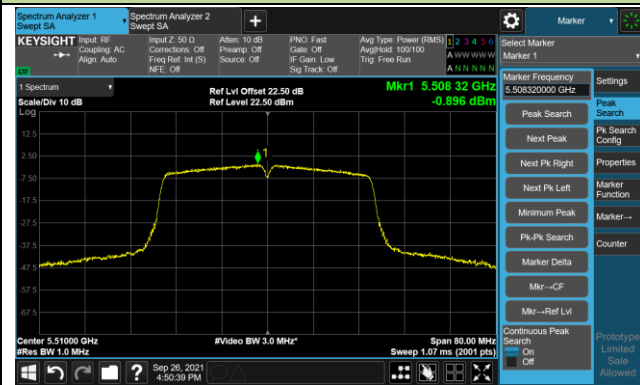 Spectrum Analyzer 1
Swept SA
Spectrum Analyzer 2
Swept SA
+
Marker
KEYSIGHT
Input: RF
Coupling: AC
Align: Auto
Input Z: 50 Ω
Corrections: Off
Freq Ref: Int (S)
NFE: Off
Atten: 10 dB
Preamp: Off
Source: Off
PNO: Fast
Gate: Off
IF Gain: Low
Sig Track: Off
Avg Type: Power (RMS)
Avg|Hold: 100/100
Trig: Free Run
1 2 3 4 5 6
A W W W W W
A N N N N N
LXI
Select Marker
Marker 1
1 Spectrum
Scale/Div 10 dB
Log
Ref Lvl Offset 22.50 dB
Ref Level 22.50 dBm
Mkr1 5.508 32 GHz
-0.896 dBm
1
12.5
2.50
-7.50
-17.5
-27.5
-37.5
-47.5
-57.5
-67.5
Center 5.51000 GHz
#Res BW 1.0 MHz
#Video BW 3.0 MHz*
Span 80.00 MHz
Sweep 1.07 ms (2001 pts)
Marker Frequency
5.508320000 GHz
Peak Search
Next Peak
Next Pk Right
Next Pk Left
Minimum Peak
Pk-Pk Search
Marker Delta
Mkr→CF
Mkr→Ref Lvl
Continuous Peak
Search
On
Off
Settings
Peak
Search
Pk Search
Config
Properties
Marker
Function
Marker→
Counter
Prototype
Limited
Sale
Allowed
?
Sep 26, 2021
4:50:39 PM